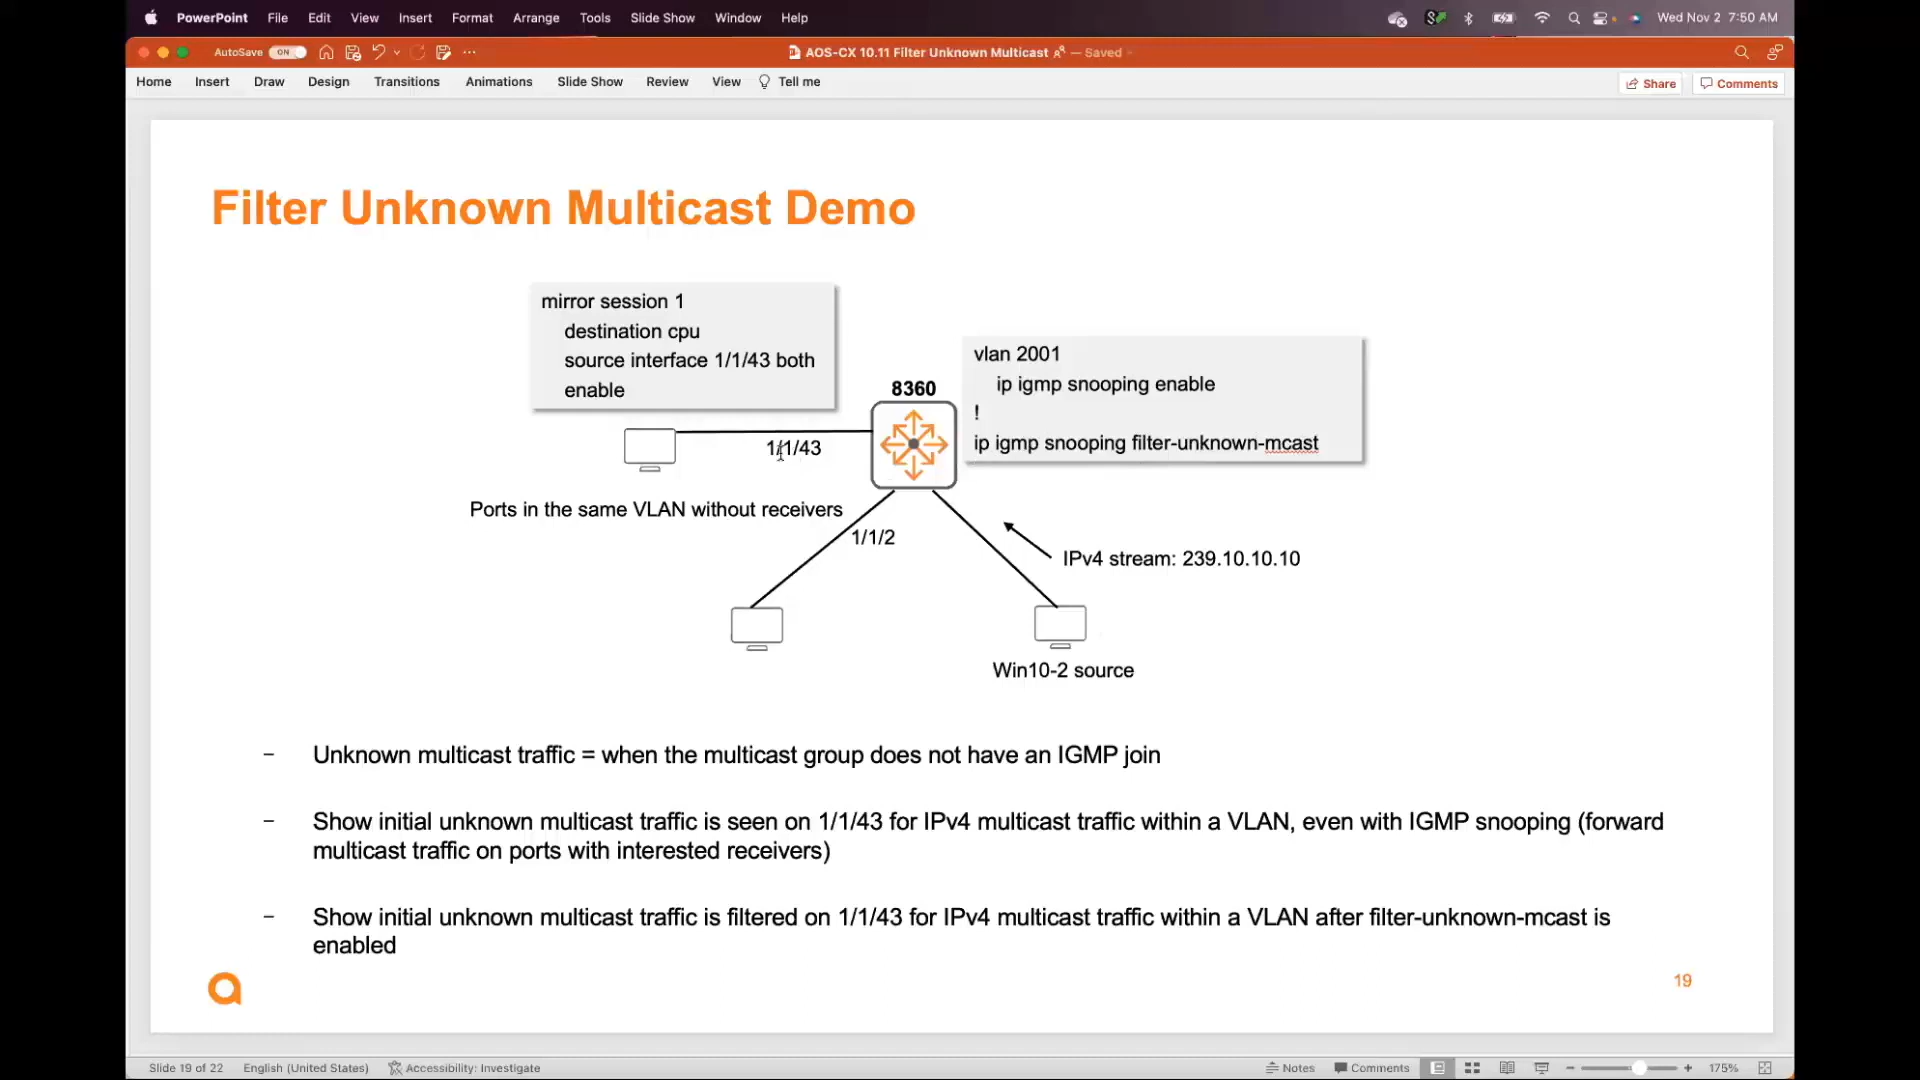 PowerPoint File Edit View Insert Format Arrange Tools Slide Show Window Help Wed Nov 2 7:50 AM
AutoSave ON AOS-CX 10.11 Filter Unknown Multicast — Saved
Home Insert Draw Design Transitions Animations Slide Show Review View Tell me Share Comments
Filter Unknown Multicast Demo
mirror session 1
destination cpu
source interface 1/1/43 both
enable
vlan 2001
ip igmp snooping enable
!
ip igmp snooping filter-unknown-mcast
8360
1/1/43
Ports in the same VLAN without receivers
1/1/2
IPv4 stream: 239.10.10.10
Win10-2 source
– Unknown multicast traffic = when the multicast group does not have an IGMP join
– Show initial unknown multicast traffic is seen on 1/1/43 for IPv4 multicast traffic within a VLAN, even with IGMP snooping (forward
multicast traffic on ports with interested receivers)
– Show initial unknown multicast traffic is filtered on 1/1/43 for IPv4 multicast traffic within a VLAN after filter-unknown-mcast is
enabled
19
Slide 19 of 22 English (United States) Accessibility: Investigate Notes Comments 175%